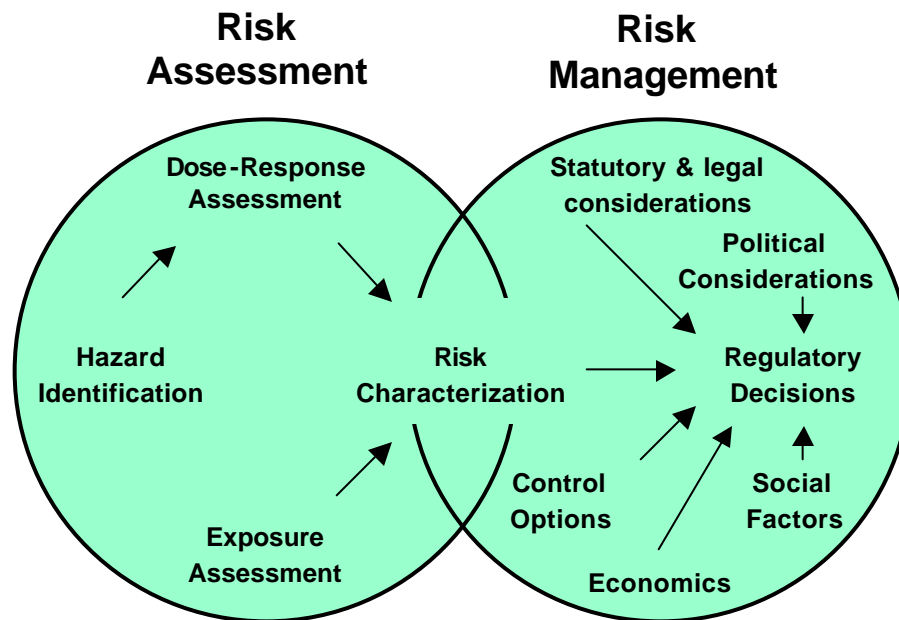 Risk
Assessment
Risk
Management
Dose-Response
Assessment
Statutory & legal
considerations
Political
Considerations
Hazard
Identification
Risk
Characterization
Regulatory
Decisions
Control
Options
Social
Factors
Exposure
Assessment
Economics